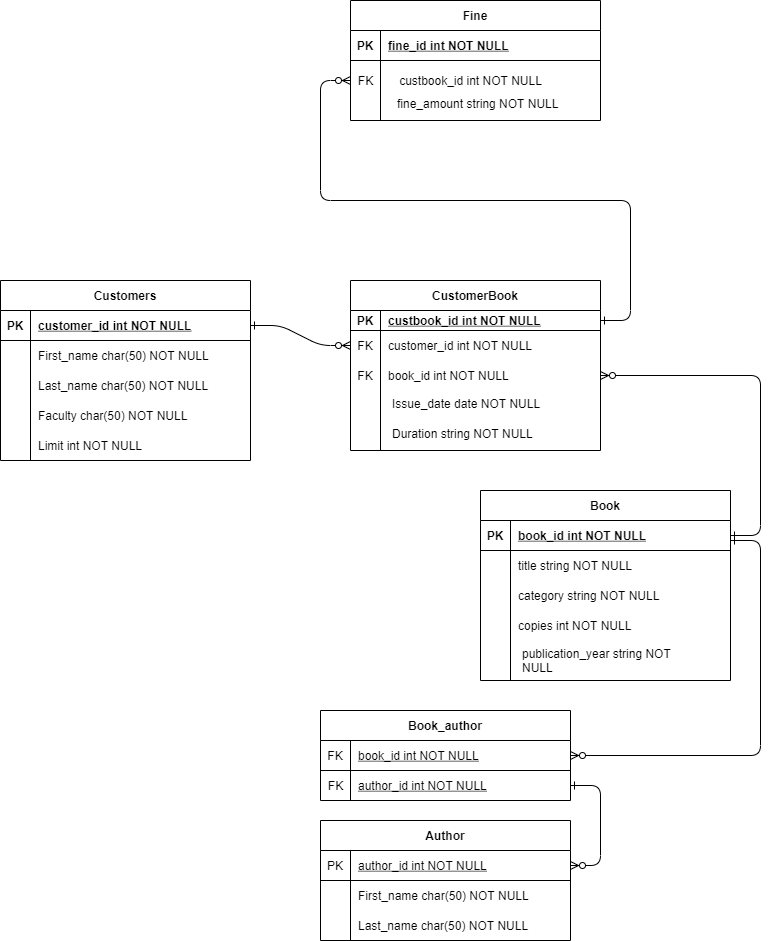 Fine
PK fine_id int NOT NULL
FK custbook_id int NOT NULL
fine_amount string NOT NULL
Customers
PK customer_id int NOT NULL
First_name char(50) NOT NULL
Last_name char(50) NOT NULL
Faculty char(50) NOT NULL
Limit int NOT NULL
CustomerBook
PK custbook_id int NOT NULL
FK customer_id int NOT NULL
FK book_id int NOT NULL
Issue_date date NOT NULL
Duration string NOT NULL
Book
PK book_id int NOT NULL
title string NOT NULL
category string NOT NULL
copies int NOT NULL
publication_year string NOT
NULL
Book_author
FK book_id int NOT NULL
FK author_id int NOT NULL
Author
PK author_id int NOT NULL
First_name char(50) NOT NULL
Last_name char(50) NOT NULL